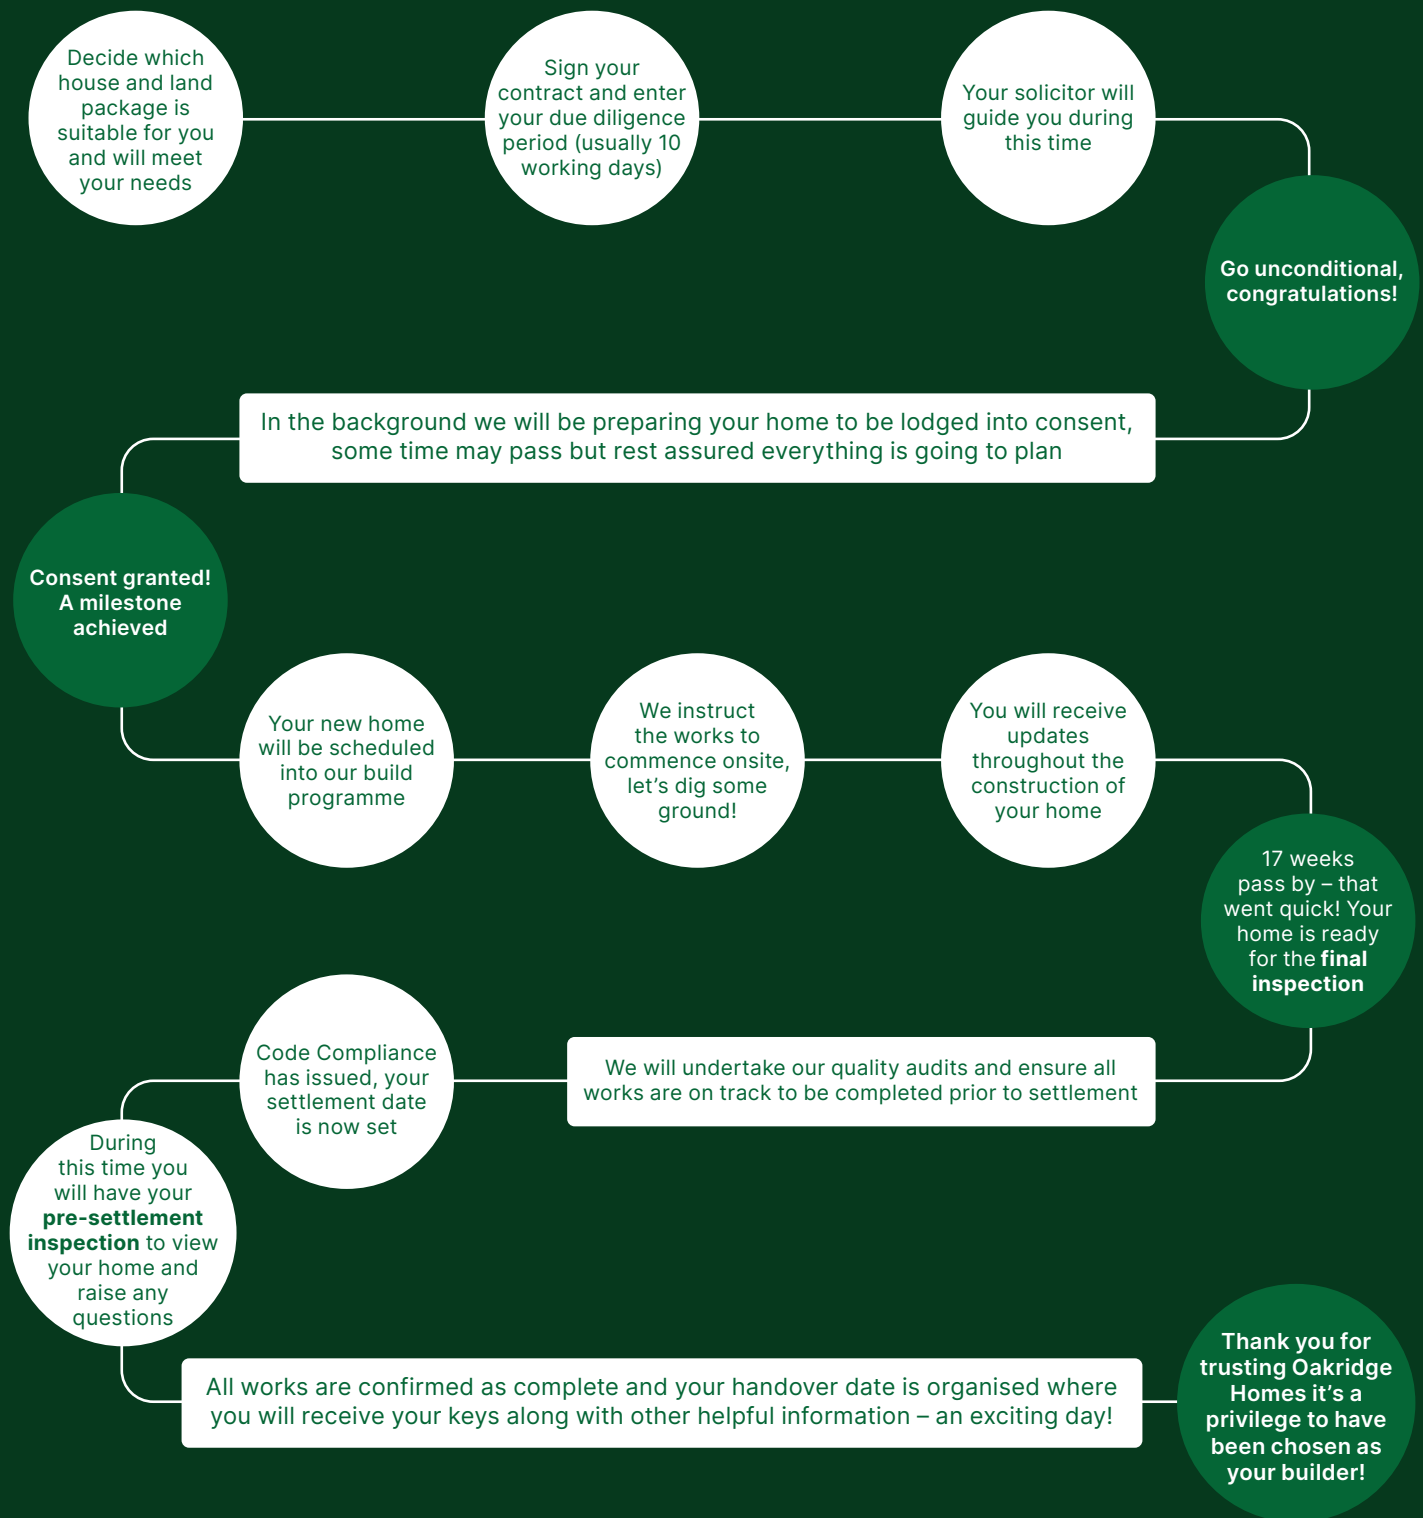 Decide which
house and land
package is
suitable for you
and will meet
your needs
Sign your
contract and enter
your due diligence
period (usually 10
working days)
Your solicitor will
guide you during
this time
Go unconditional,
congratulations!
In the background we will be preparing your home to be lodged into consent,
some time may pass but rest assured everything is going to plan
Consent granted!
A milestone
achieved
Your new home
will be scheduled
into our build
programme
We instruct
the works to
commence onsite,
let’s dig some
ground!
You will receive
updates
throughout the
construction of
your home
17 weeks
pass by – that
went quick! Your
home is ready
for the final
inspection
We will undertake our quality audits and ensure all
works are on track to be completed prior to settlement
Code Compliance
has issued, your
settlement date
is now set
During
this time you
will have your
pre-settlement
inspection to view
your home and
raise any
questions
All works are confirmed as complete and your handover date is organised where
you will receive your keys along with other helpful information – an exciting day!
Thank you for
trusting Oakridge
Homes it’s a
privilege to have
been chosen as
your builder!